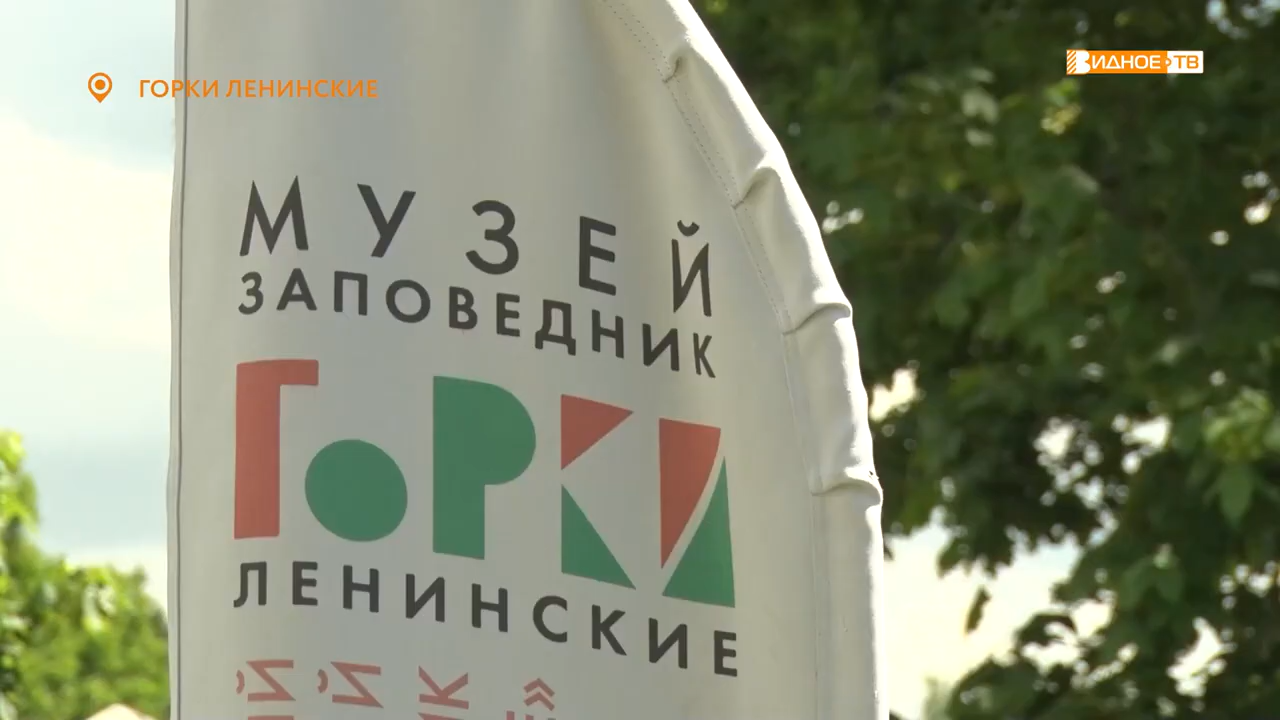 ГОРКИ ЛЕНИНСКИЕ
ВИДНОЕ-ТВ
МУЗЕЙ
ЗАПОВЕДНИК
ГОРКИ
ЛЕНИНСКИЕ